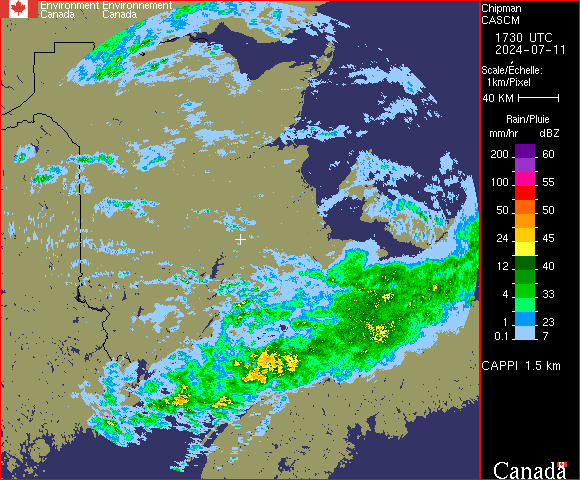 Environment Environnement
Canada Canada
Chipman
CASCM
1730 UTC
2024-07-11
Scale/Échelle:
1km/Pixel
40 KM
Rain/Pluie
mm/hr dBZ
200 60
100 55
50 50
24 45
12 40
4 33
1 23
0.1 7
CAPPI 1.5 km
Canada